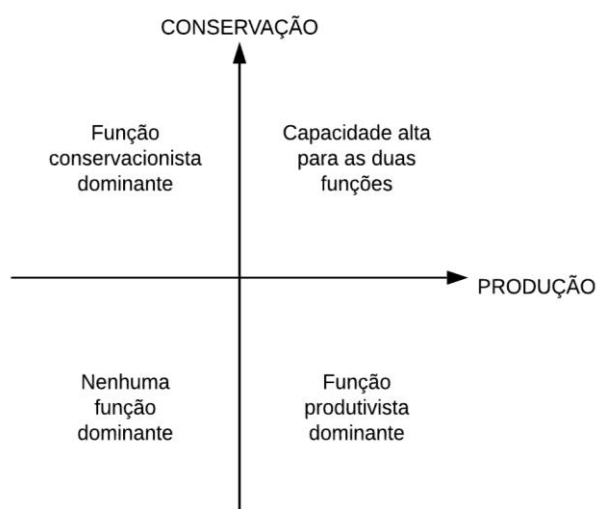 CONSERVAÇÃO
Função
conservacionista
dominante
Capacidade alta
para as duas
funções
PRODUÇÃO
Nenhuma
função
dominante
Função
produtivista
dominante